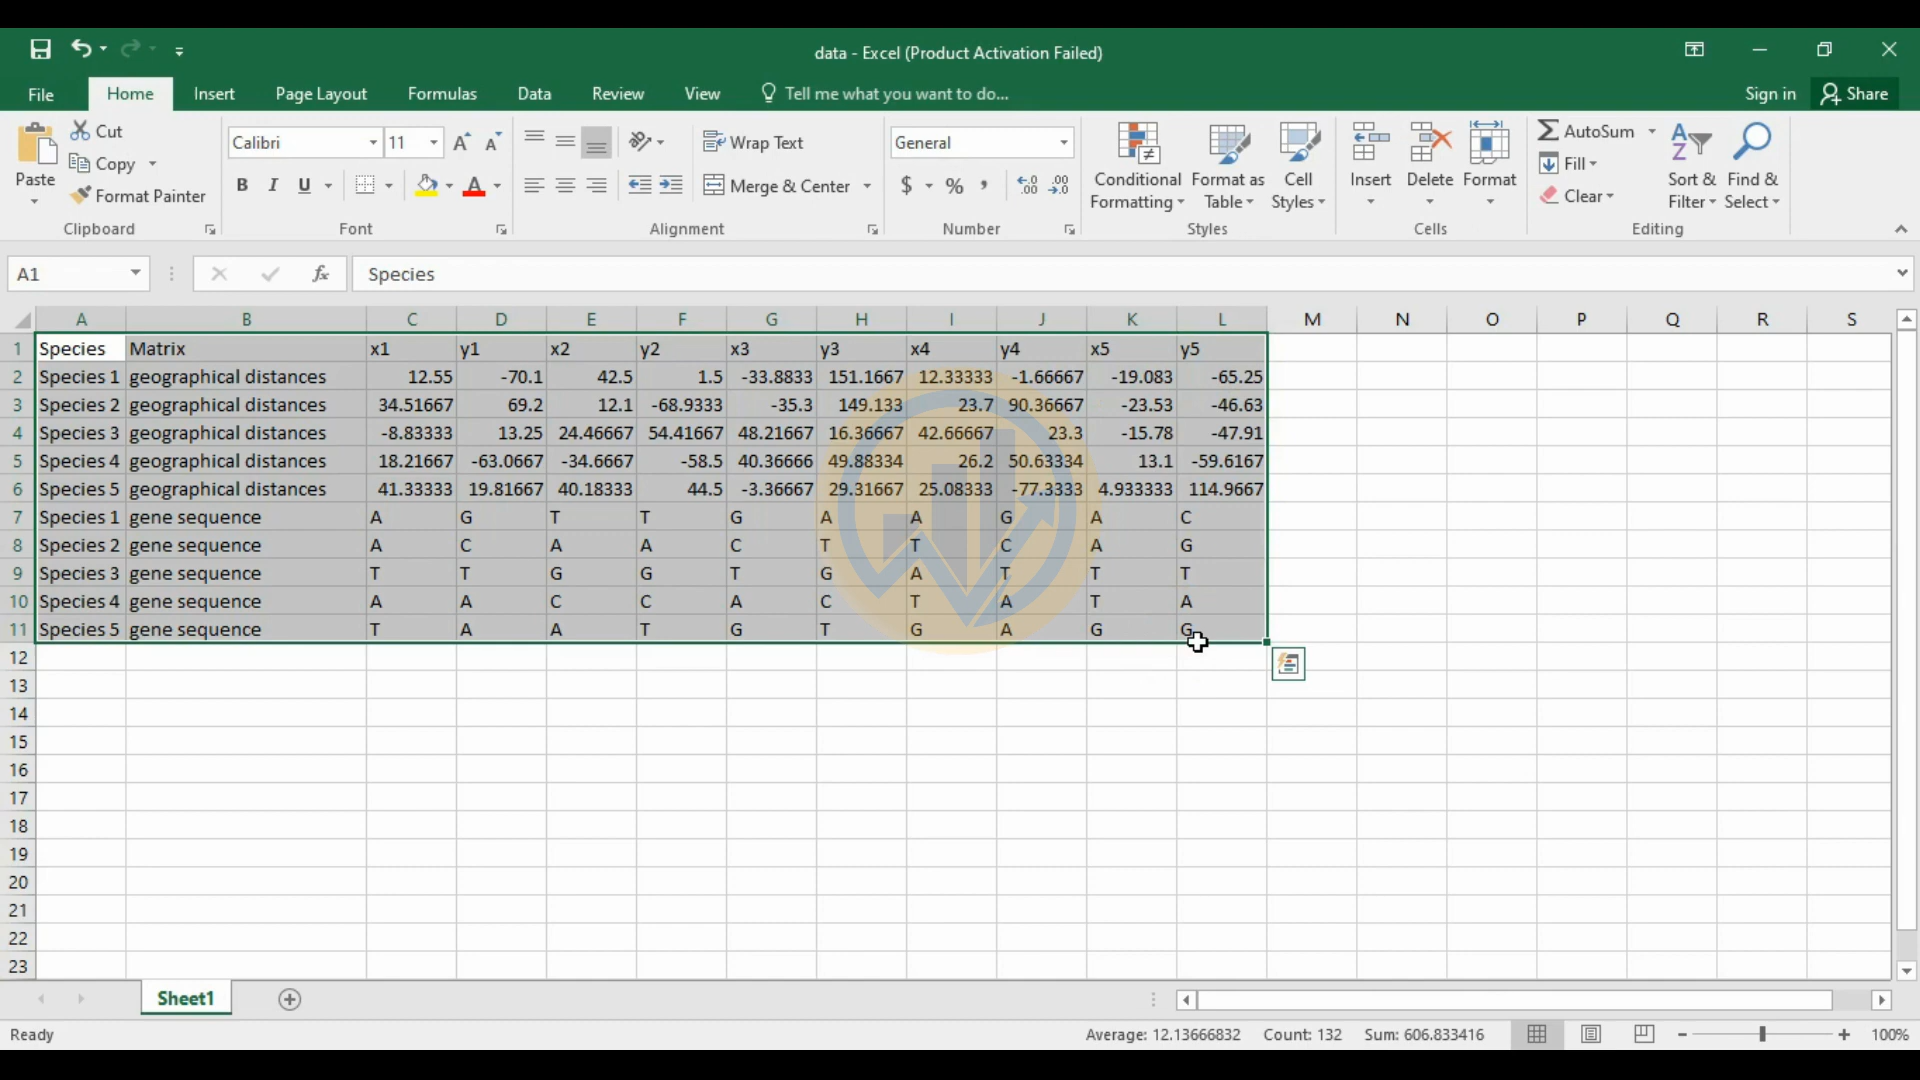 data - Excel (Product Activation Failed)
File Home Insert Page Layout Formulas Data Review View Tell me what you want to do... Sign in Share
Paste Cut Copy Format Painter Clipboard
Calibri 11 B I U A Font
Wrap Text Merge & Center Alignment
General $ % Number
Conditional Formatting Format as Table Cell Styles Styles
Insert Delete Format Cells
AutoSum Fill Clear Sort & Filter Find & Select Editing
A1 fx Species
A B C D E F G H I J K L M N O P Q R S
1 Species Matrix x1 y1 x2 y2 x3 y3 x4 y4 x5 y5
2 Species 1 geographical distances 12.55 -70.1 42.5 1.5 -33.8833 151.1667 12.33333 -1.66667 -19.083 -65.25
3 Species 2 geographical distances 34.51667 69.2 12.1 -68.9333 -35.3 149.133 23.7 90.36667 -23.53 -46.63
4 Species 3 geographical distances -8.83333 13.25 24.46667 54.41667 48.21667 16.36667 42.66667 23.3 -15.78 -47.91
5 Species 4 geographical distances 18.21667 -63.0667 -34.6667 -58.5 40.36666 49.88334 26.2 50.63334 13.1 -59.6167
6 Species 5 geographical distances 41.33333 19.81667 40.18333 44.5 -3.36667 29.31667 25.08333 -77.3333 4.933333 114.9667
7 Species 1 gene sequence A G T T G A A G A C
8 Species 2 gene sequence A C A A C T T C A G
9 Species 3 gene sequence T T G G T G A T T T
10 Species 4 gene sequence A A C C A C T A T A
11 Species 5 gene sequence T A A T G T G A G G
12
13
14
15
16
17
18
19
20
21
22
23
Sheet1
Ready Average: 12.13666832 Count: 132 Sum: 606.833416 100%